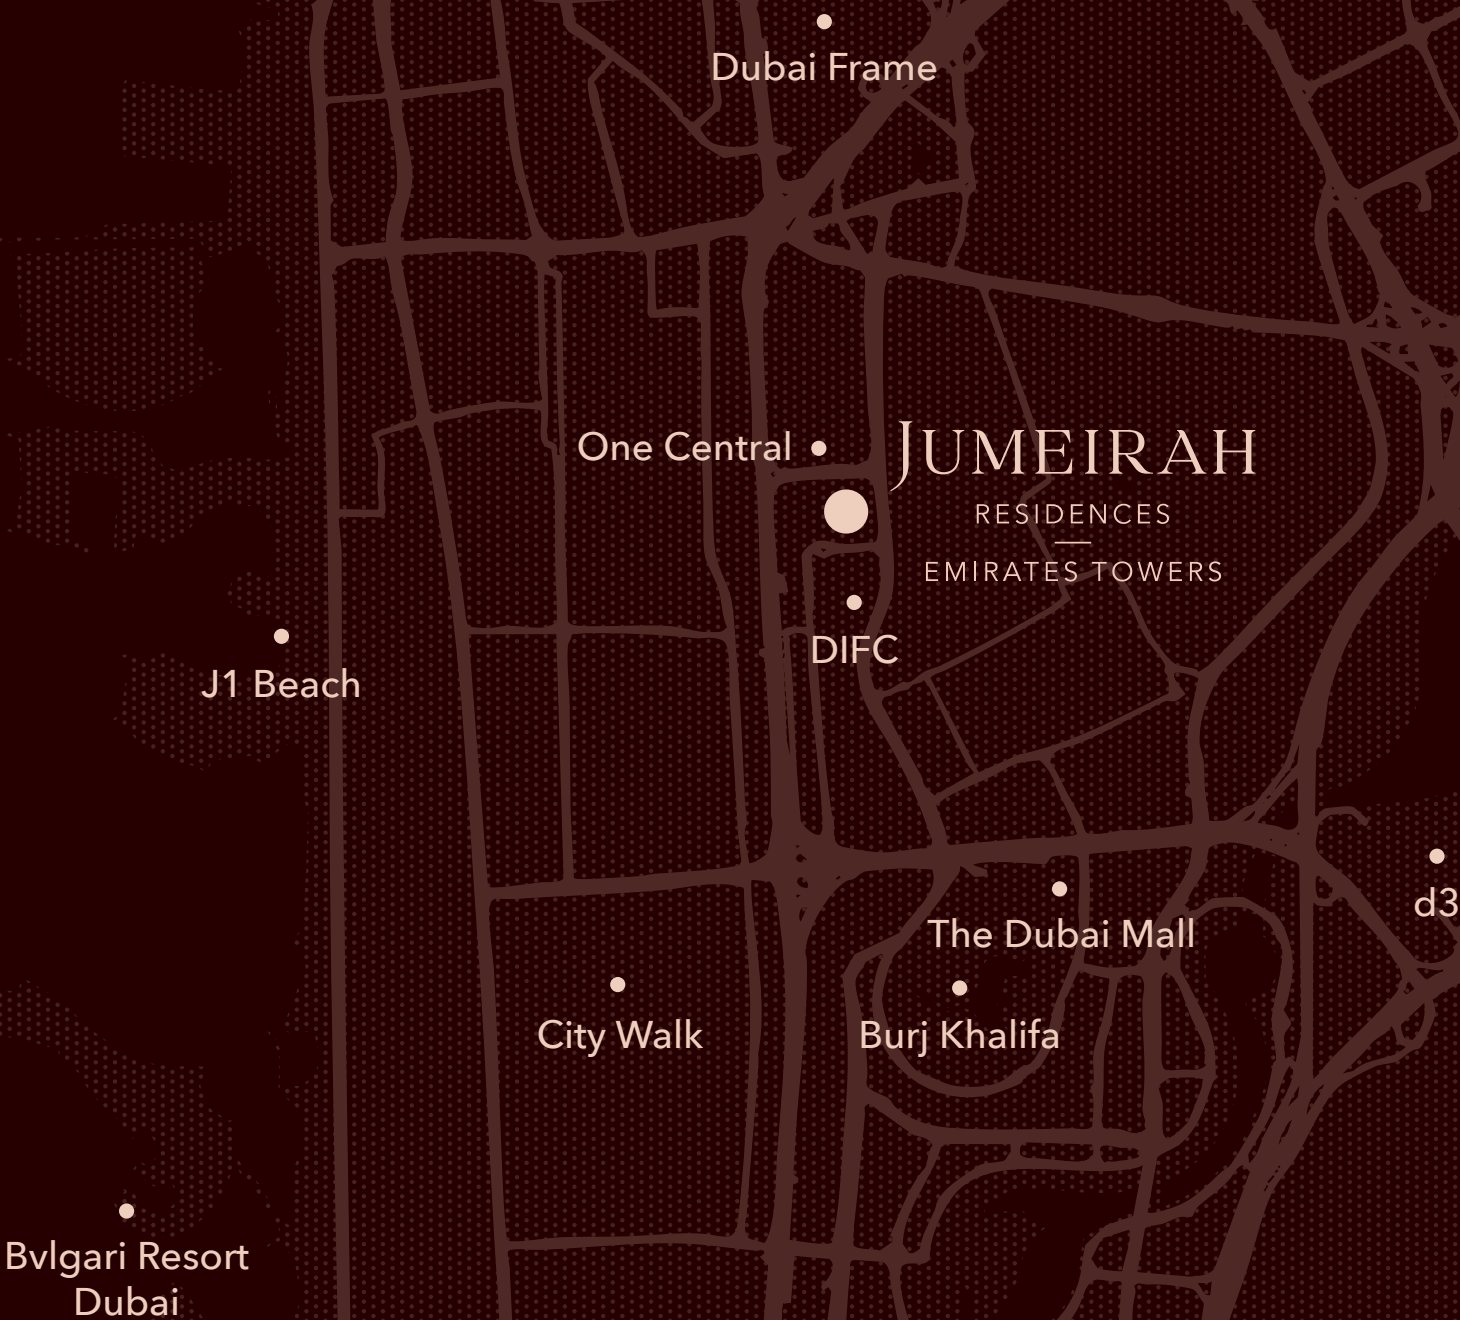 Dubai Frame
One Central
JUMEIRAH
RESIDENCES
EMIRATES TOWERS
DIFC
J1 Beach
d3
The Dubai Mall
City Walk
Burj Khalifa
Bvlgari Resort
Dubai